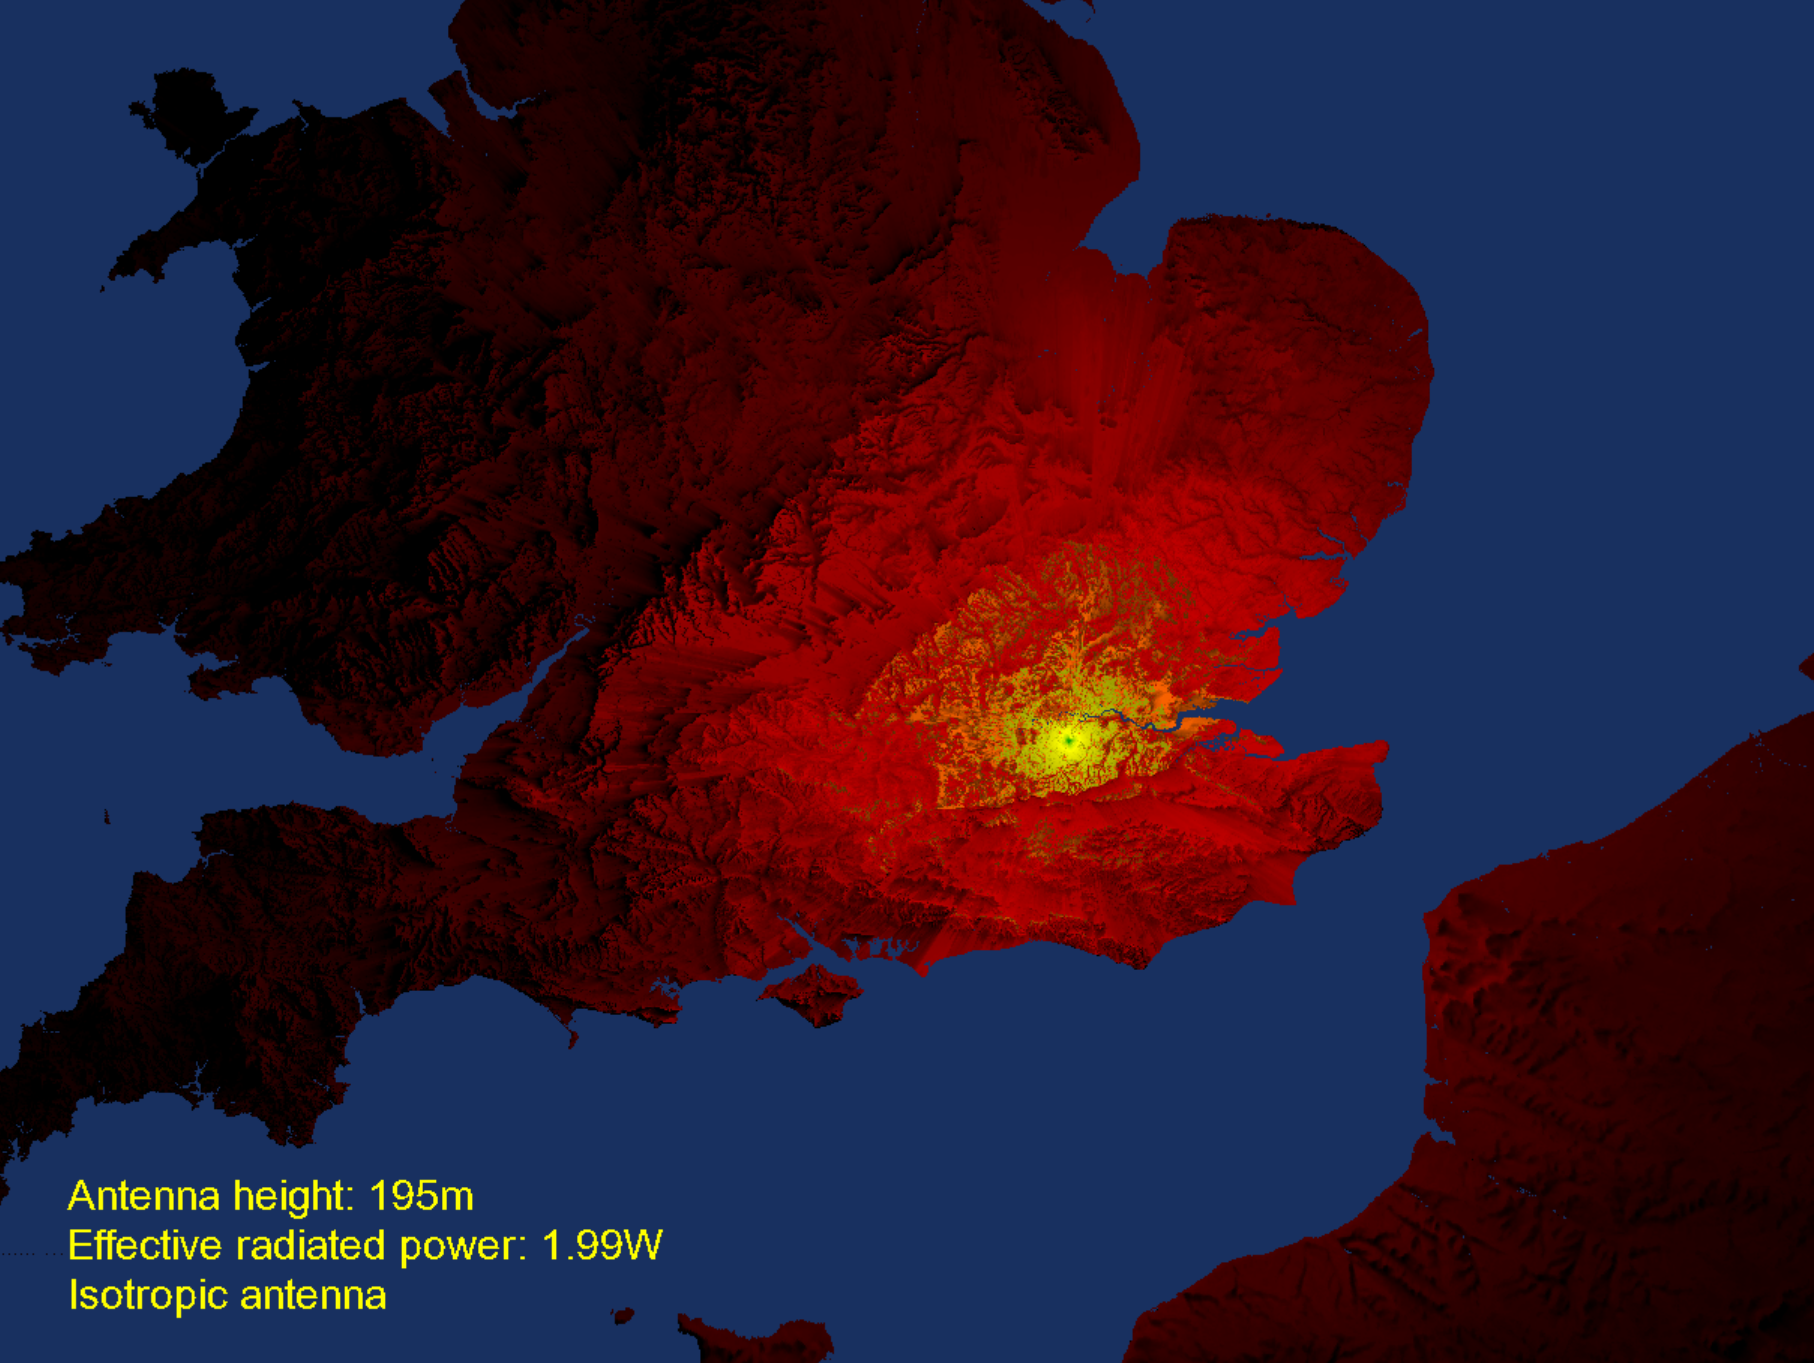 Antenna height: 195m
Effective radiated power: 1.99W
Isotropic antenna